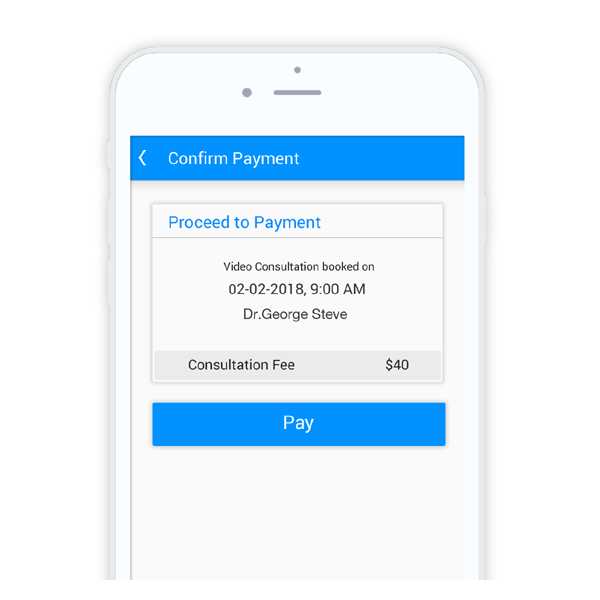 Confirm Payment
Proceed to Payment
Video Consultation booked on
02-02-2018, 9:00 AM
Dr.George Steve
Consultation Fee $40
Pay